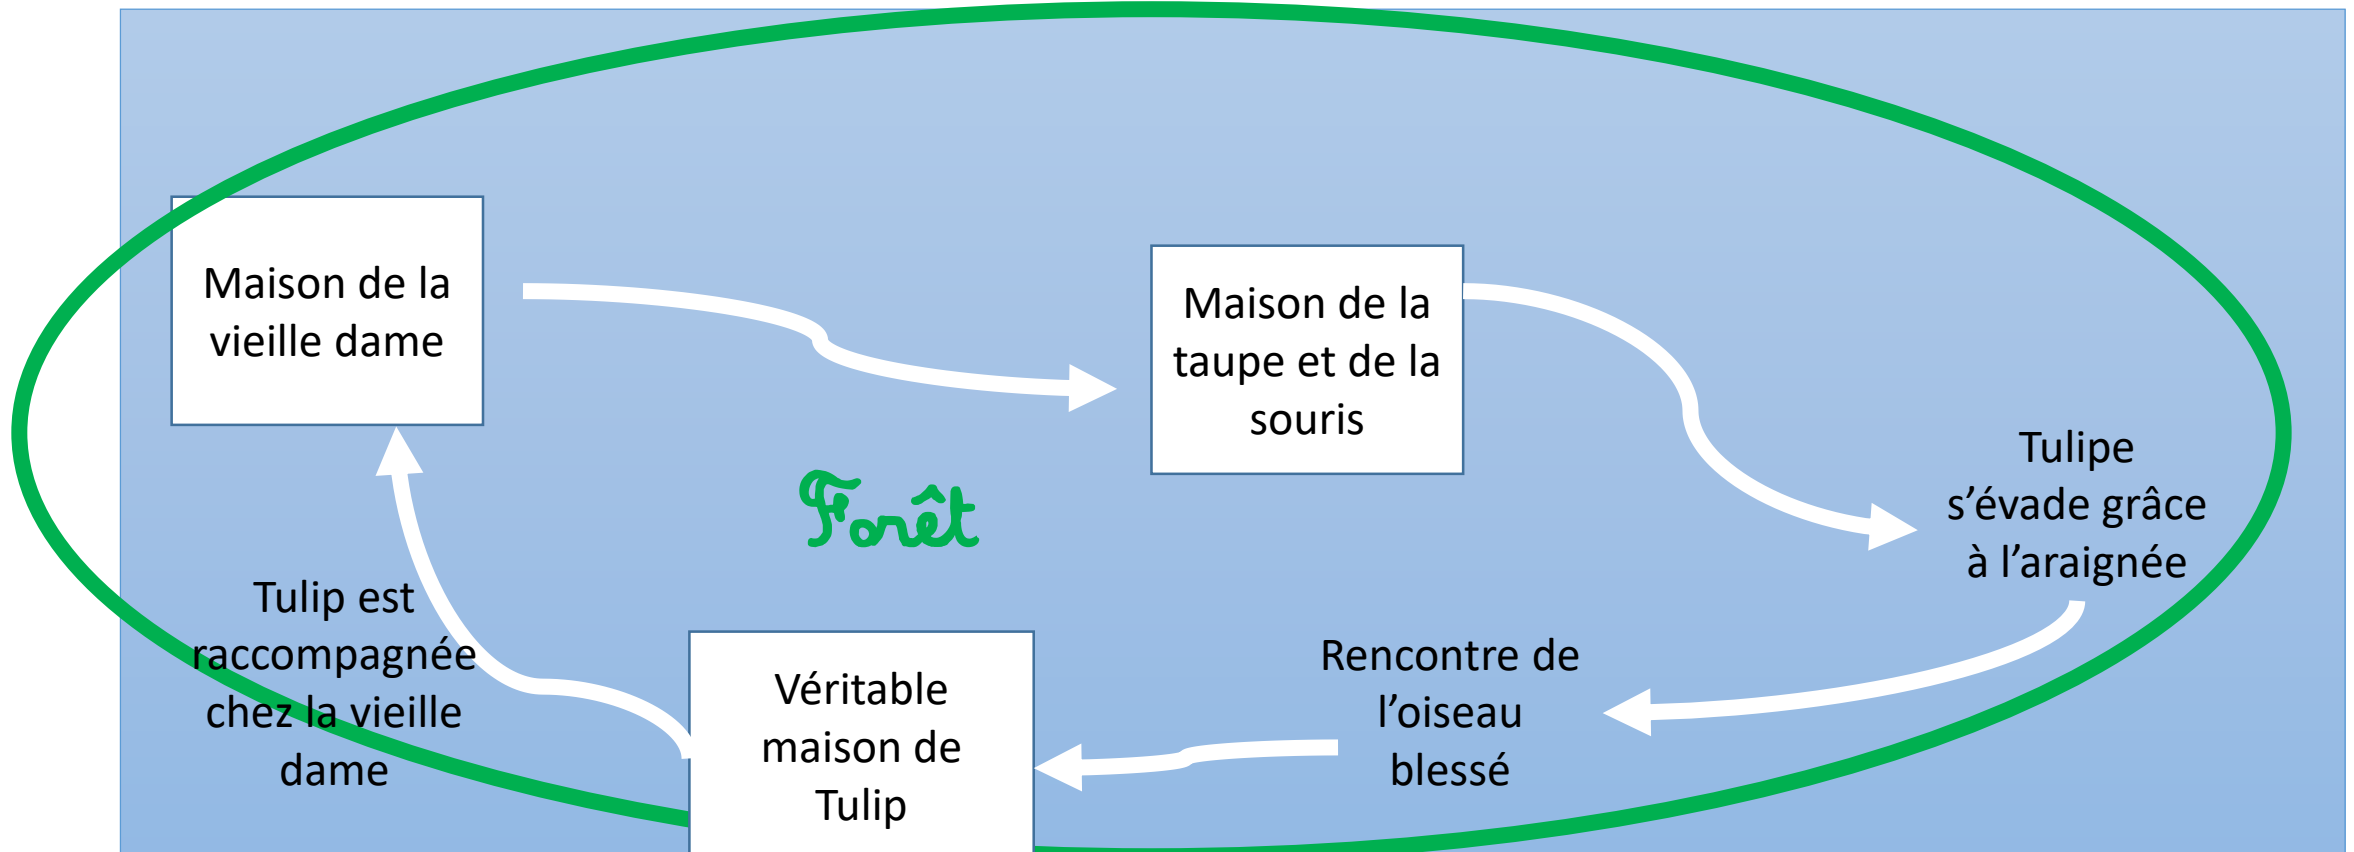 Maison de la
vieille dame
Maison de la
taupe et de la
souris
Tulipe
s’évade grâce
à l’araignée
Forêt
Rencontre de
l’oiseau
blessé
Véritable
maison de
Tulip
Tulip est
raccompagnée
chez la vieille
dame